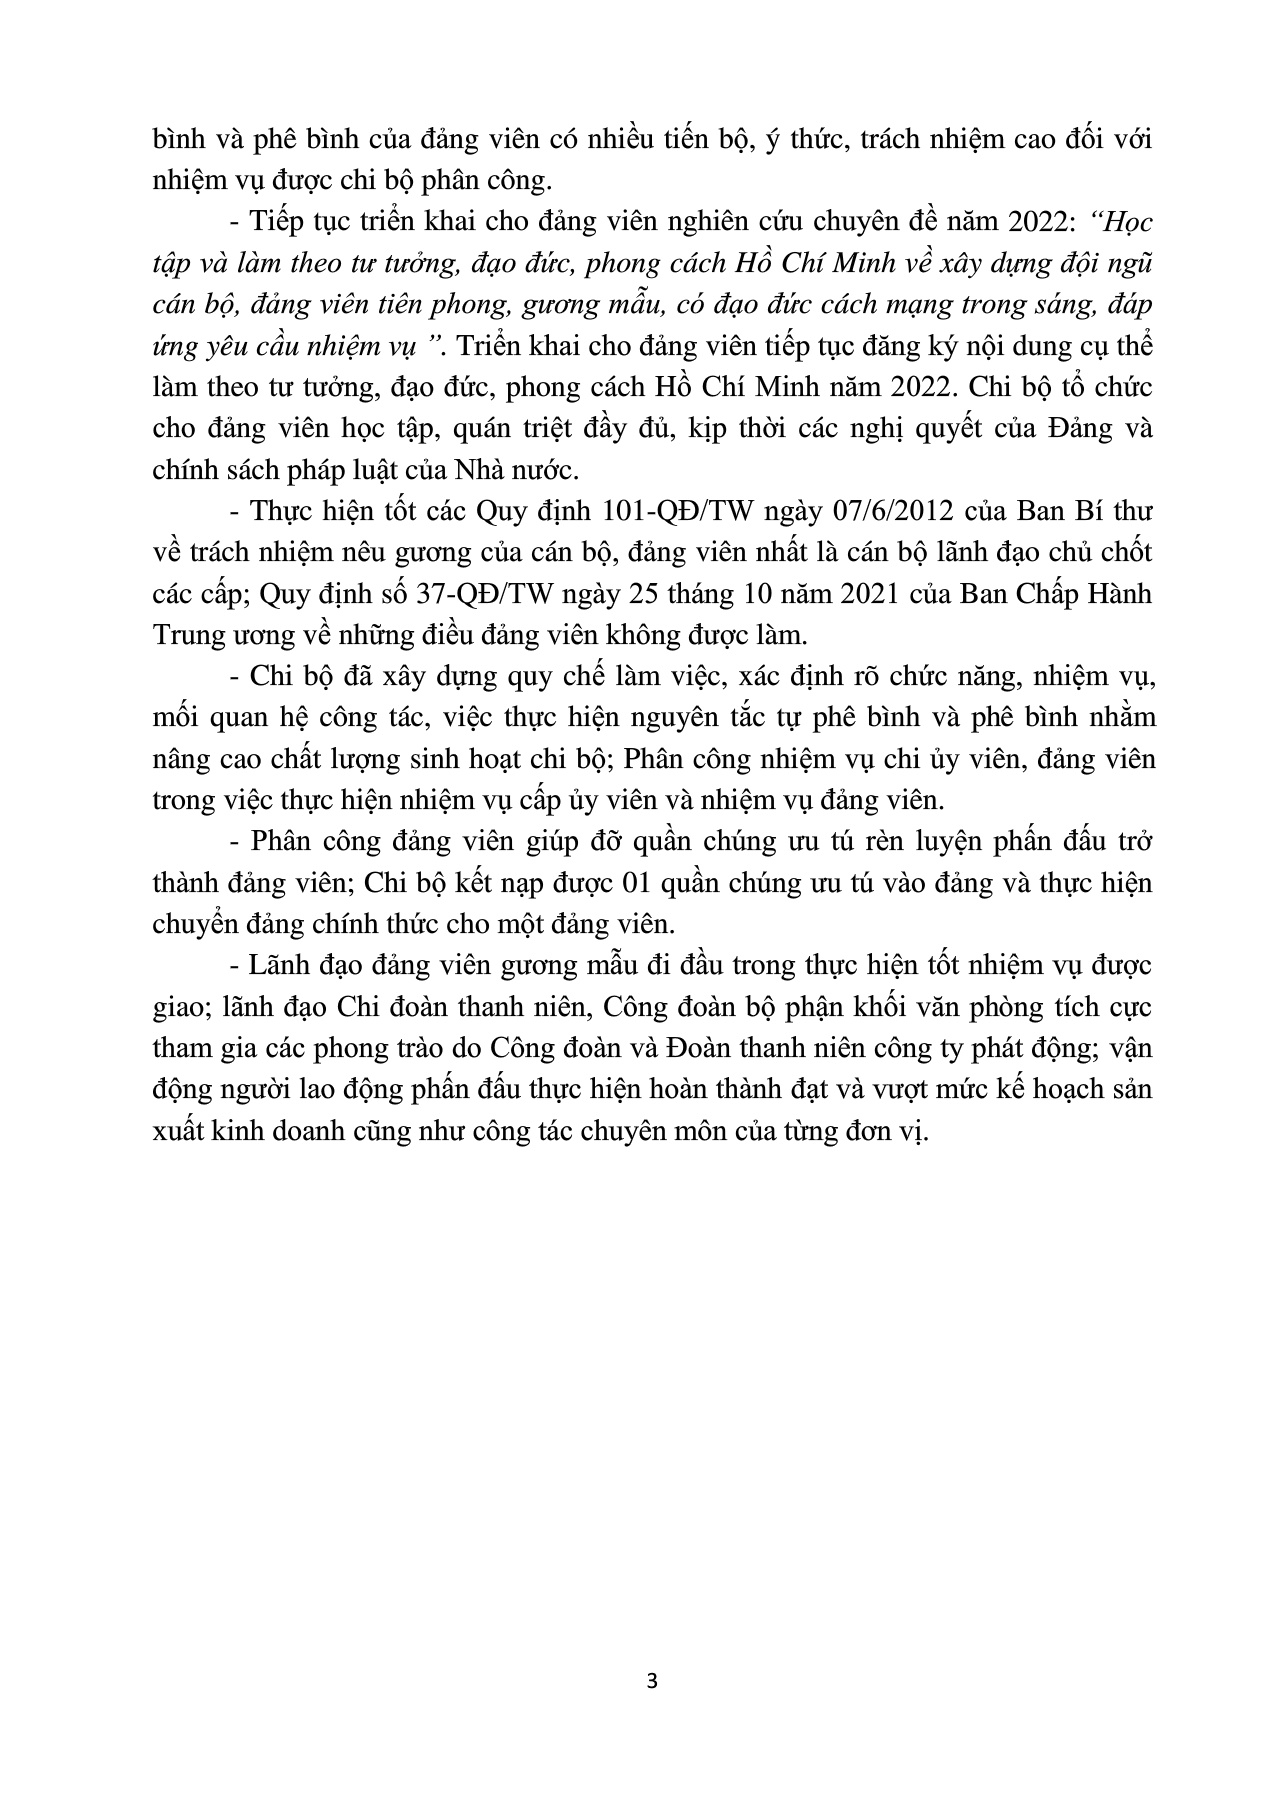 bình và phê bình của đảng viên có nhiều tiến bộ, ý thức, trách nhiệm cao đối với
nhiệm vụ được chi bộ phân công.
- Tiếp tục triển khai cho đảng viên nghiên cứu chuyên đề năm 2022: “Học
tập và làm theo tư tưởng, đạo đức, phong cách Hồ Chí Minh về xây dựng đội ngũ
cán bộ, đảng viên tiên phong, gương mẫu, có đạo đức cách mạng trong sáng, đáp
ứng yêu cầu nhiệm vụ ”. Triển khai cho đảng viên tiếp tục đăng ký nội dung cụ thể
làm theo tư tưởng, đạo đức, phong cách Hồ Chí Minh năm 2022. Chi bộ tổ chức
cho đảng viên học tập, quán triệt đầy đủ, kịp thời các nghị quyết của Đảng và
chính sách pháp luật của Nhà nước.
- Thực hiện tốt các Quy định 101-QĐ/TW ngày 07/6/2012 của Ban Bí thư
về trách nhiệm nêu gương của cán bộ, đảng viên nhất là cán bộ lãnh đạo chủ chốt
các cấp; Quy định số 37-QĐ/TW ngày 25 tháng 10 năm 2021 của Ban Chấp Hành
Trung ương về những điều đảng viên không được làm.
- Chi bộ đã xây dựng quy chế làm việc, xác định rõ chức năng, nhiệm vụ,
mối quan hệ công tác, việc thực hiện nguyên tắc tự phê bình và phê bình nhằm
nâng cao chất lượng sinh hoạt chi bộ; Phân công nhiệm vụ chi ủy viên, đảng viên
trong việc thực hiện nhiệm vụ cấp ủy viên và nhiệm vụ đảng viên.
- Phân công đảng viên giúp đỡ quần chúng ưu tú rèn luyện phấn đấu trở
thành đảng viên; Chi bộ kết nạp được 01 quần chúng ưu tú vào đảng và thực hiện
chuyển đảng chính thức cho một đảng viên.
- Lãnh đạo đảng viên gương mẫu đi đầu trong thực hiện tốt nhiệm vụ được
giao; lãnh đạo Chi đoàn thanh niên, Công đoàn bộ phận khối văn phòng tích cực
tham gia các phong trào do Công đoàn và Đoàn thanh niên công ty phát động; vận
động người lao động phấn đấu thực hiện hoàn thành đạt và vượt mức kế hoạch sản
xuất kinh doanh cũng như công tác chuyên môn của từng đơn vị.
3